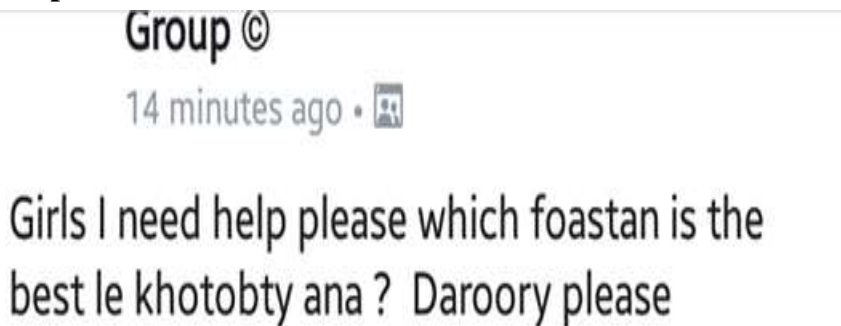 Group ©
14 minutes ago •
Girls I need help please which foastan is the
best le khotobty ana ? Daroory please